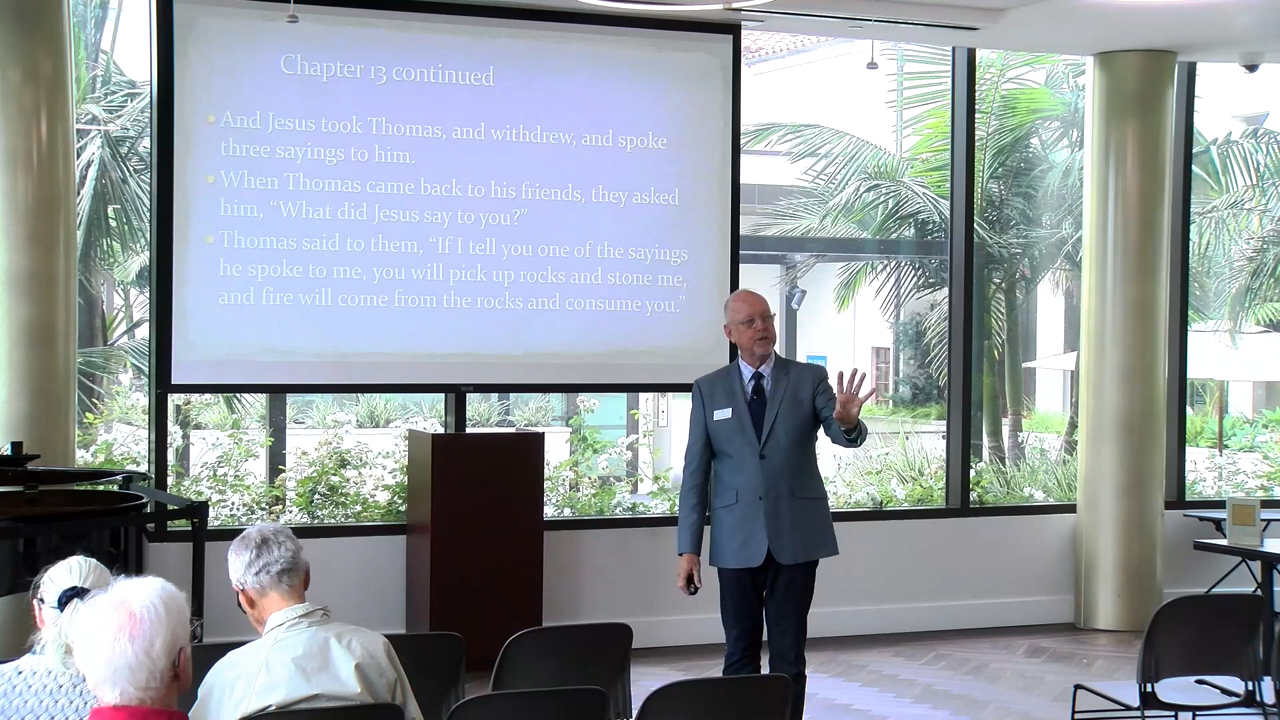 Chapter 13 continued
And Jesus took Thomas, and withdrew, and spoke
three sayings to him.
When Thomas came back to his friends, they asked
him, “What did Jesus say to you?”
Thomas said to them, “If I tell you one of the sayings
he spoke to me, you will pick up rocks and stone me,
and fire will come from the rocks and consume you.”